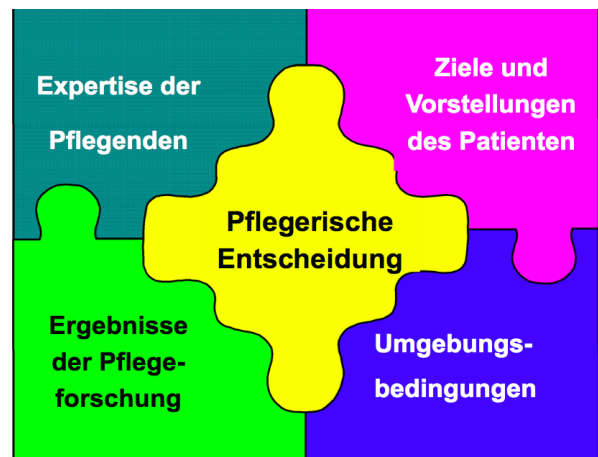 Expertise der
Pflegenden
Ziele und
Vorstellungen
des Patienten
Pflegerische
Entscheidung
Ergebnisse
der Pflege-
forschung
Umgebungs-
bedingungen